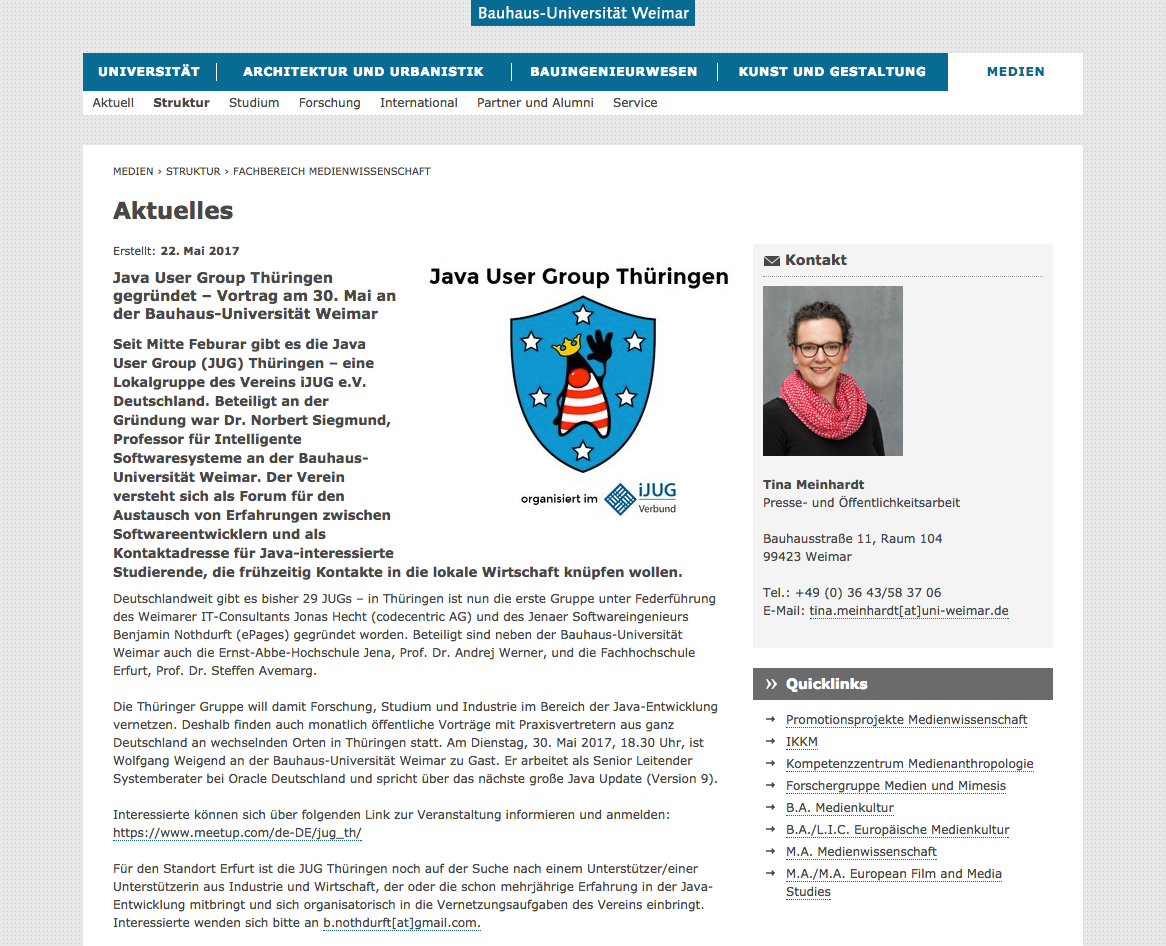 Bauhaus-Universität Weimar
UNIVERSITÄT
ARCHITEKTUR UND URBANISTIK
BAUINGENIEURWESEN
KUNST UND GESTALTUNG
MEDIEN
Aktuell
Struktur
Studium
Forschung
International
Partner und Alumni
Service
MEDIEN › STRUKTUR › FACHBEREICH MEDIENWISSENSCHAFT
Aktuelles
Erstellt: 22. Mai 2017
Java User Group Thüringen
gegründet – Vortrag am 30. Mai an
der Bauhaus-Universität Weimar
Seit Mitte Feburar gibt es die Java
User Group (JUG) Thüringen – eine
Lokalgruppe des Vereins iJUG e.V.
Deutschland. Beteiligt an der
Gründung war Dr. Norbert Siegmund,
Professor für Intelligente
Softwaresysteme an der Bauhaus-
Universität Weimar. Der Verein
versteht sich als Forum für den
Austausch von Erfahrungen zwischen
Softwareentwicklern und als
Kontaktadresse für Java-interessierte
Studierende, die frühzeitig Kontakte in die lokale Wirtschaft knüpfen wollen.
Java User Group Thüringen
organisiert im
iJUG
Verbund
Deutschlandweit gibt es bisher 29 JUGs – in Thüringen ist nun die erste Gruppe unter Federführung
des Weimarer IT-Consultants Jonas Hecht (codecentric AG) und des Jenaer Softwareingenieurs
Benjamin Nothdurft (ePages) gegründet worden. Beteiligt sind neben der Bauhaus-Universität
Weimar auch die Ernst-Abbe-Hochschule Jena, Prof. Dr. Andrej Werner, und die Fachhochschule
Erfurt, Prof. Dr. Steffen Avemarg.
Die Thüringer Gruppe will damit Forschung, Studium und Industrie im Bereich der Java-Entwicklung
vernetzen. Deshalb finden auch monatlich öffentliche Vorträge mit Praxisvertretern aus ganz
Deutschland an wechselnden Orten in Thüringen statt. Am Dienstag, 30. Mai 2017, 18.30 Uhr, ist
Wolfgang Weigend an der Bauhaus-Universität Weimar zu Gast. Er arbeitet als Senior Leitender
Systemberater bei Oracle Deutschland und spricht über das nächste große Java Update (Version 9).
Interessierte können sich über folgenden Link zur Veranstaltung informieren und anmelden:
https://www.meetup.com/de-DE/jug_th/
Für den Standort Erfurt ist die JUG Thüringen noch auf der Suche nach einem Unterstützer/einer
Unterstützerin aus Industrie und Wirtschaft, der oder die schon mehrjährige Erfahrung in der Java-
Entwicklung mitbringt und sich organisatorisch in die Vernetzungsaufgaben des Vereins einbringt.
Interessierte wenden sich bitte an b.nothdurft[at]gmail.com.
Kontakt
Tina Meinhardt
Presse- und Öffentlichkeitsarbeit
Bauhausstraße 11, Raum 104
99423 Weimar
Tel.: +49 (0) 36 43/58 37 06
E-Mail: tina.meinhardt[at]uni-weimar.de
Quicklinks
Promotionsprojekte Medienwissenschaft
IKKM
Kompetenzzentrum Medienanthropologie
Forschergruppe Medien und Mimesis
B.A. Medienkultur
B.A./L.I.C. Europäische Medienkultur
M.A. Medienwissenschaft
M.A./M.A. European Film and Media
Studies